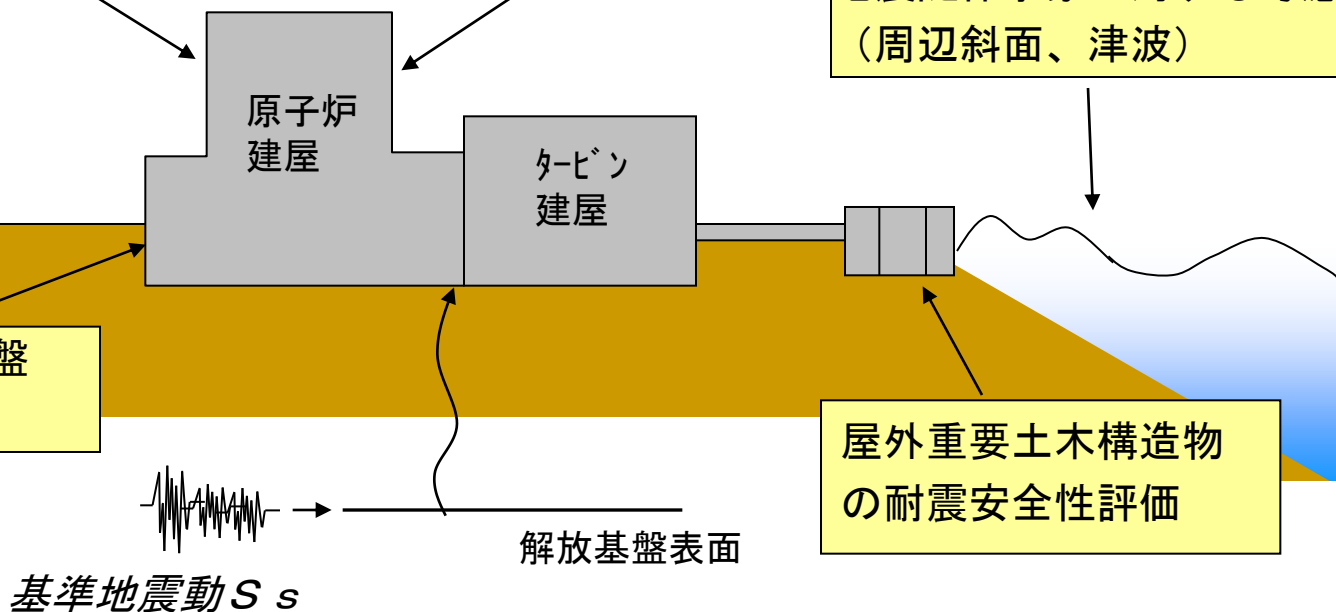 （周辺斜面、津波）
原子炉
建屋
ﾀｰﾋﾞﾝ
建屋
盤
屋外重要土木構造物
の耐震安全性評価
解放基盤表面
基準地震動Ｓｓ